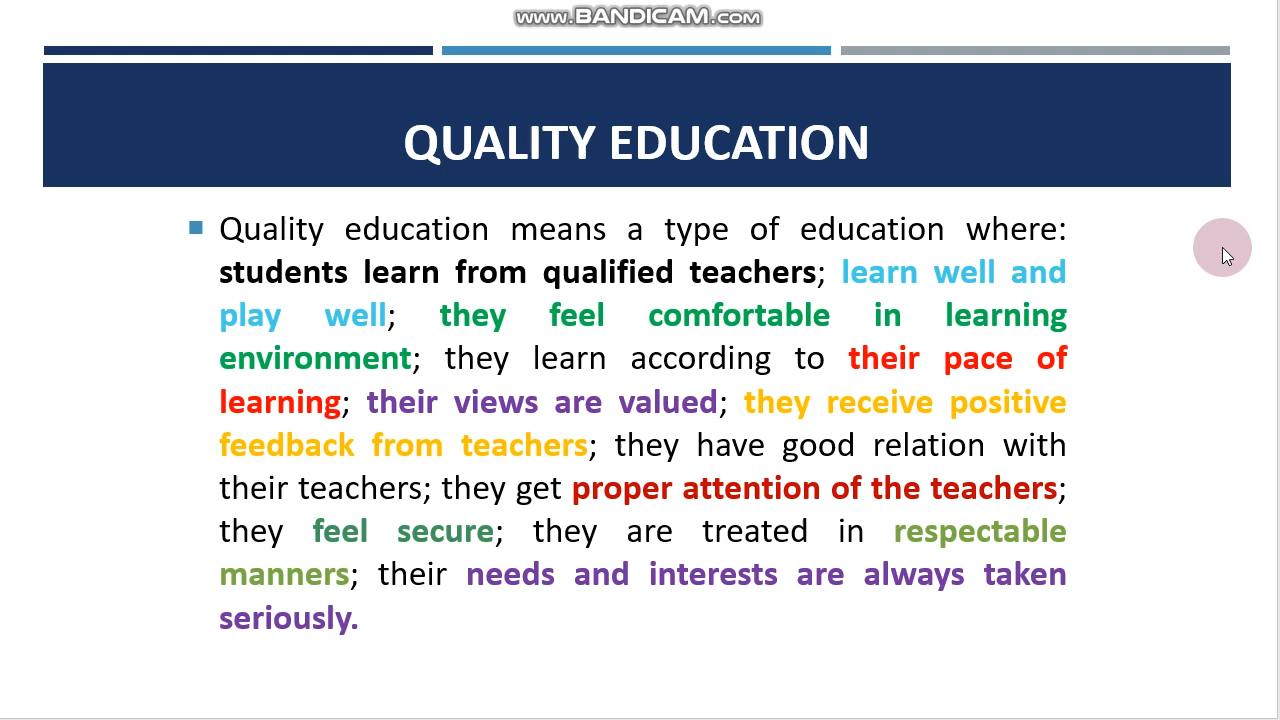 www.BANDICAM.com
QUALITY EDUCATION
Quality education means a type of education where:
students learn from qualified teachers; learn well and
play well; they feel comfortable in learning
environment; they learn according to their pace of
learning; their views are valued; they receive positive
feedback from teachers; they have good relation with
their teachers; they get proper attention of the teachers;
they feel secure; they are treated in respectable
manners; their needs and interests are always taken
seriously.